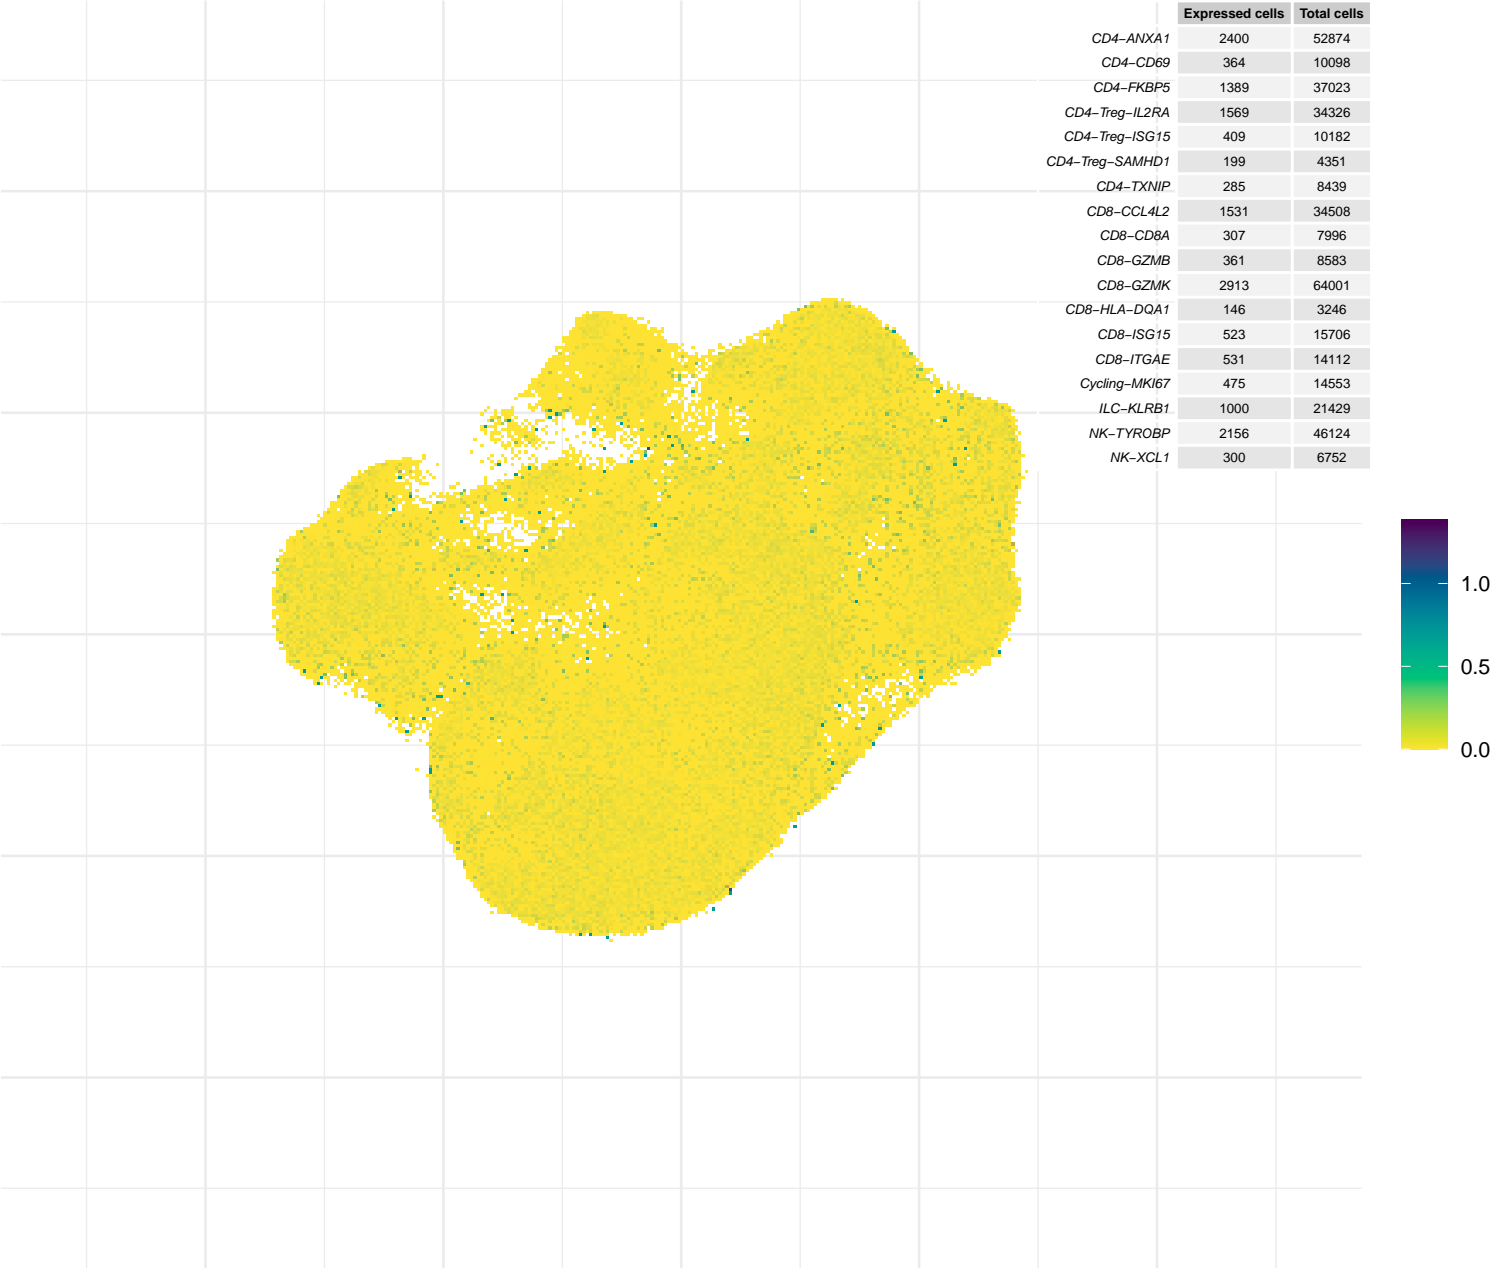 Expressed cells Total cells
CD4−ANXA1 2400 52874
CD4−CD69 364 10098
CD4−FKBP5 1389 37023
CD4−Treg−IL2RA 1569 34326
CD4−Treg−ISG15 409 10182
CD4−Treg−SAMHD1 199 4351
CD4−TXNIP 285 8439
CD8−CCL4L2 1531 34508
CD8−CD8A 307 7996
CD8−GZMB 361 8583
CD8−GZMK 2913 64001
CD8−HLA−DQA1 146 3246
CD8−ISG15 523 15706
CD8−ITGAE 531 14112
Cycling−MKI67 475 14553
ILC−KLRB1 1000 21429
NK−TYROBP 2156 46124
NK−XCL1 300 6752
1.0
0.5
0.0